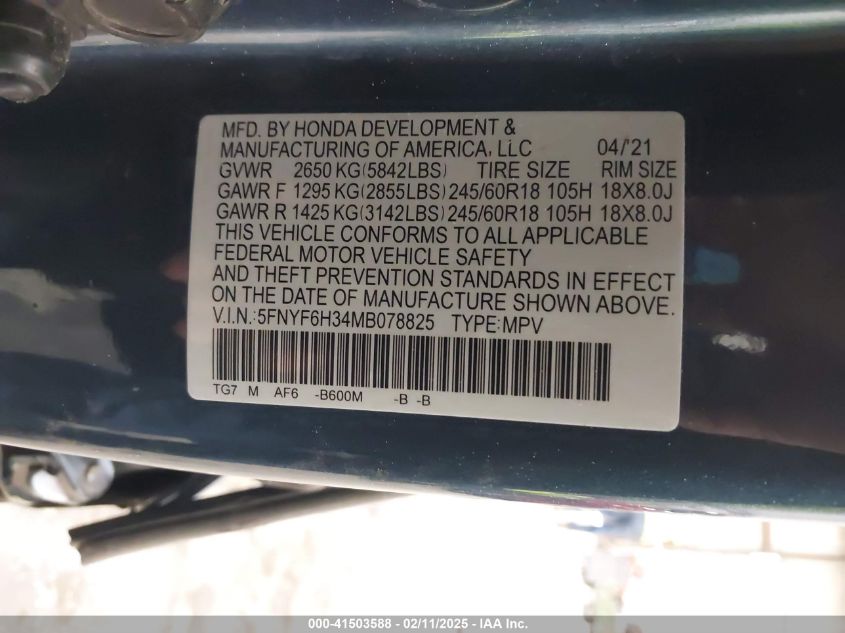 MFD. BY HONDA DEVELOPMENT &
MANUFACTURING OF AMERICA, LLC 04/'21
GVWR 2650 KG(5842LBS) TIRE SIZE RIM SIZE
GAWR F 1295 KG(2855LBS) 245/60R18 105H 18X8.0J
GAWR R 1425 KG(3142LBS) 245/60R18 105H 18X8.0J
THIS VEHICLE CONFORMS TO ALL APPLICABLE
FEDERAL MOTOR VEHICLE SAFETY
AND THEFT PREVENTION STANDARDS IN EFFECT
ON THE DATE OF MANUFACTURE SHOWN ABOVE.
V.I.N.:5FNYF6H34MB078825 TYPE:MPV
TG7 M AF6 -B600M -B -B
000-41503588 - 02/11/2025 - IAA Inc.